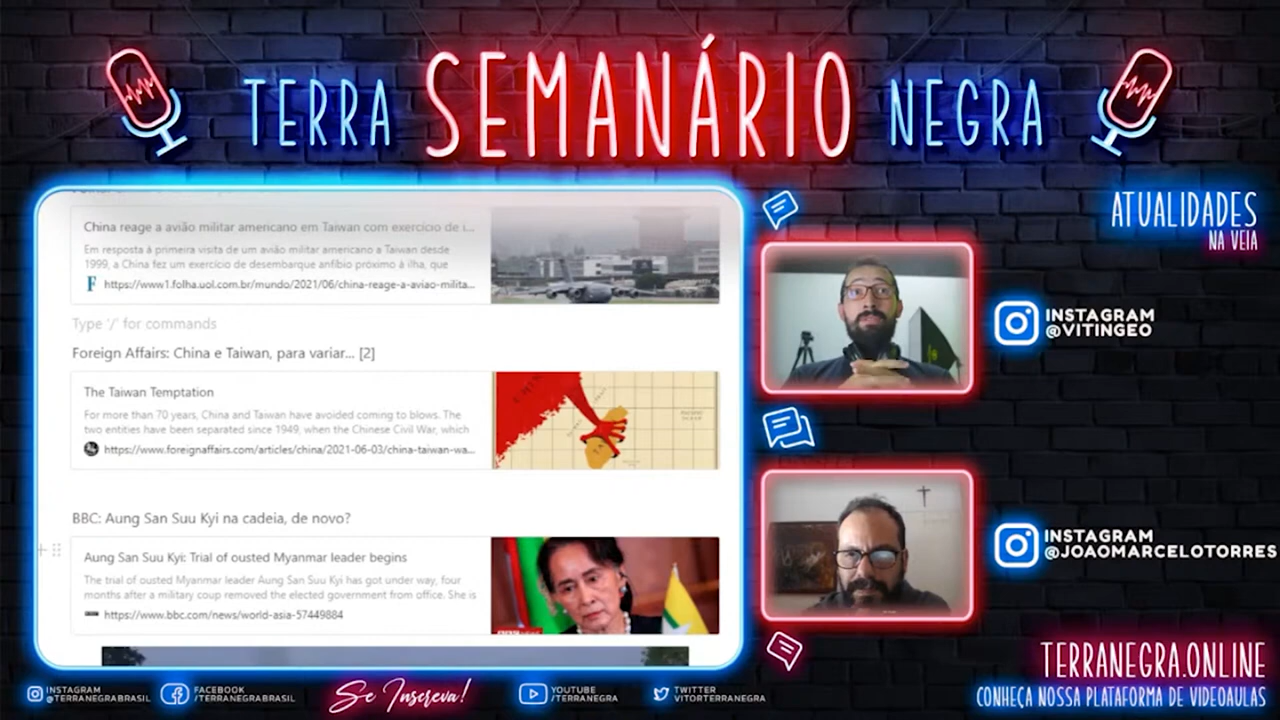 TERRA SEMANÁRIO NEGRA
ATUALIDADES
NA VEIA
China reage a avião militar americano em Taiwan com exercício de i...
Em resposta à primeira visita de um avião militar americano a Taiwan desde
1999, a China fez um exercício de desembarque anfíbio próximo à ilha, que
https://www1.folha.uol.com.br/mundo/2021/06/china-reage-a-aviao-milita...
Type '/' for commands
Foreign Affairs: China e Taiwan, para variar... [2]
The Taiwan Temptation
For more than 70 years, China and Taiwan have avoided coming to blows. The
two entities have been separated since 1949, when the Chinese Civil War, which
https://www.foreignaffairs.com/articles/china/2021-06-03/china-taiwan-wa...
BBC: Aung San Suu Kyi na cadeia, de novo?
Aung San Suu Kyi: Trial of ousted Myanmar leader begins
The trial of ousted Myanmar leader Aung San Suu Kyi has got under way, four
months after a military coup removed the elected government from office. She is
https://www.bbc.com/news/world-asia-57449884
INSTAGRAM
@VITINGEO
INSTAGRAM
@JOAOMARCELOTORRES
TERRANEGRA.ONLINE
CONHEÇA NOSSA PLATAFORMA DE VIDEOAULAS
INSTAGRAM
@TERRANEGRABRASIL
FACEBOOK
/TERRANEGRABRASIL
Se Inscreva!
YOUTUBE
/TERRANEGRA
TWITTER
VITORTERRANEGRA